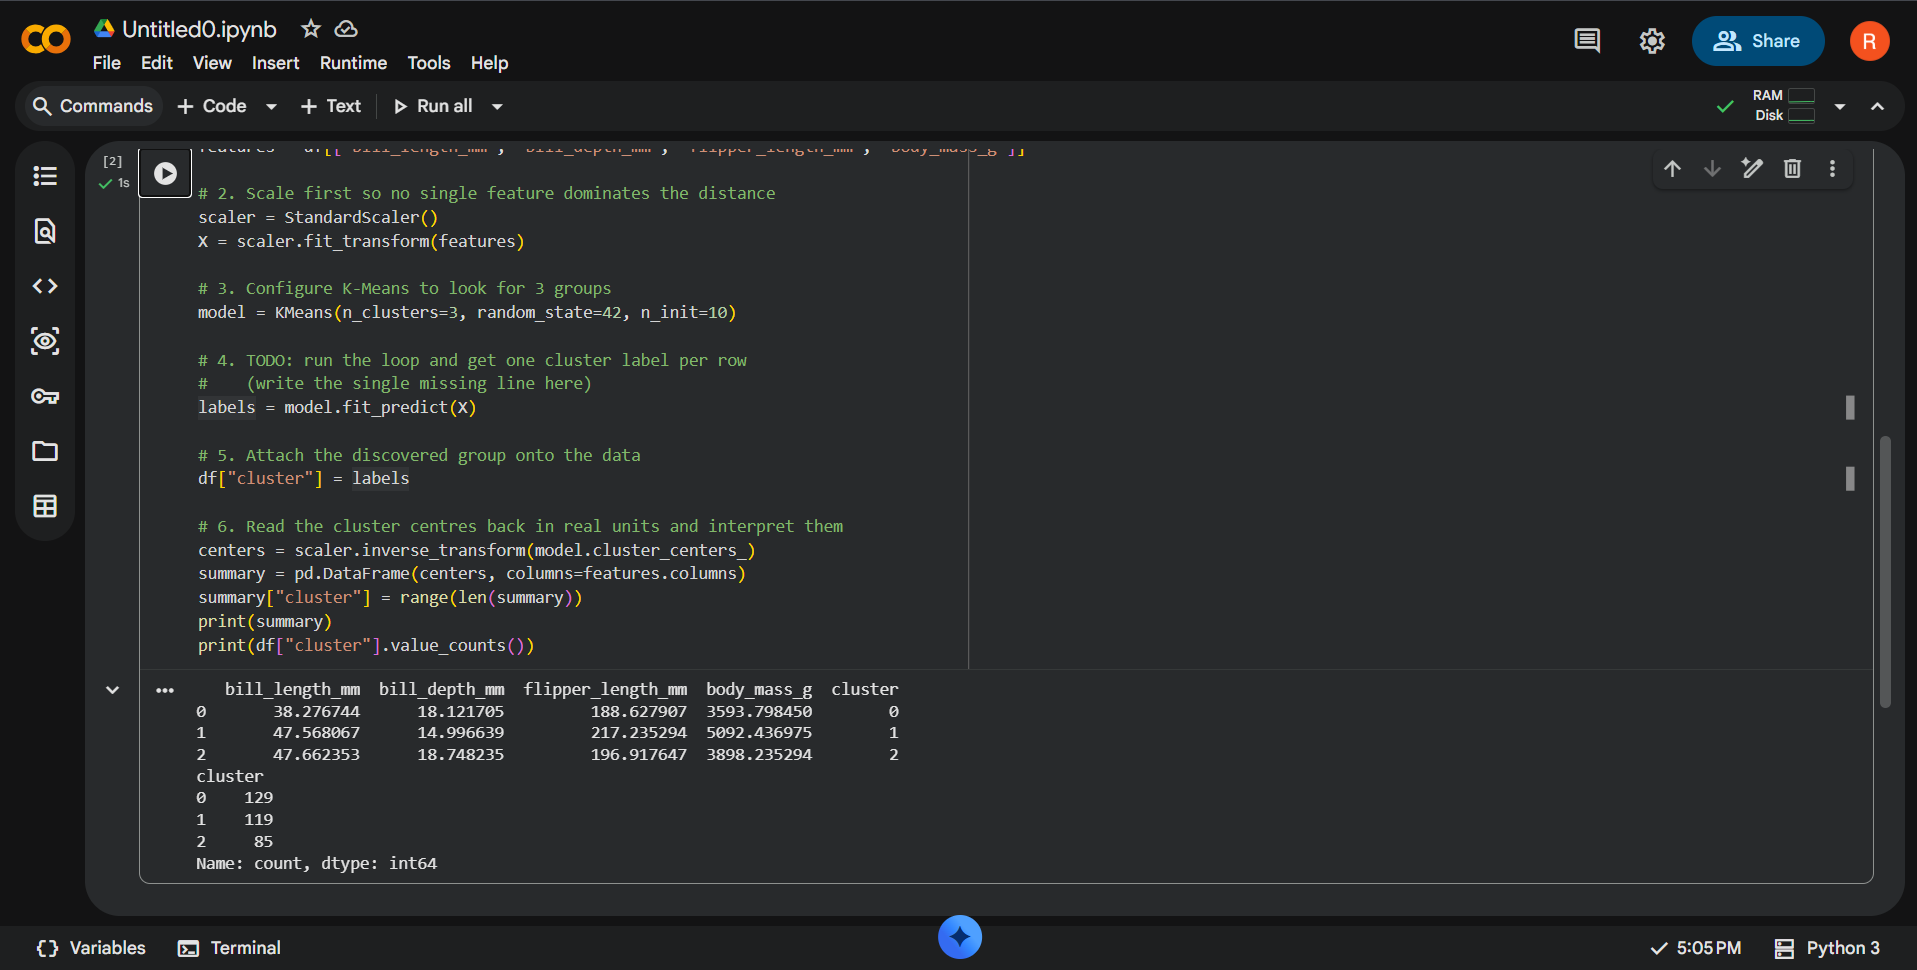 Untitled0.ipynb
File Edit View Insert Runtime Tools Help
Share
R
Commands + Code + Text Run all
RAM
Disk
[2]
1s
features = df[["bill_length_mm", "bill_depth_mm", "flipper_length_mm", "body_mass_g"]]
# 2. Scale first so no single feature dominates the distance
scaler = StandardScaler()
X = scaler.fit_transform(features)
# 3. Configure K-Means to look for 3 groups
model = KMeans(n_clusters=3, random_state=42, n_init=10)
# 4. TODO: run the loop and get one cluster label per row
#    (write the single missing line here)
labels = model.fit_predict(X)
# 5. Attach the discovered group onto the data
df["cluster"] = labels
# 6. Read the cluster centres back in real units and interpret them
centers = scaler.inverse_transform(model.cluster_centers_)
summary = pd.DataFrame(centers, columns=features.columns)
summary["cluster"] = range(len(summary))
print(summary)
print(df["cluster"].value_counts())
bill_length_mm bill_depth_mm flipper_length_mm body_mass_g cluster
0 38.276744 18.121705 188.627907 3593.798450 0
1 47.568067 14.996639 217.235294 5092.436975 1
2 47.662353 18.748235 196.917647 3898.235294 2
cluster
0 129
1 119
2 85
Name: count, dtype: int64
{} Variables Terminal
5:05 PM Python 3